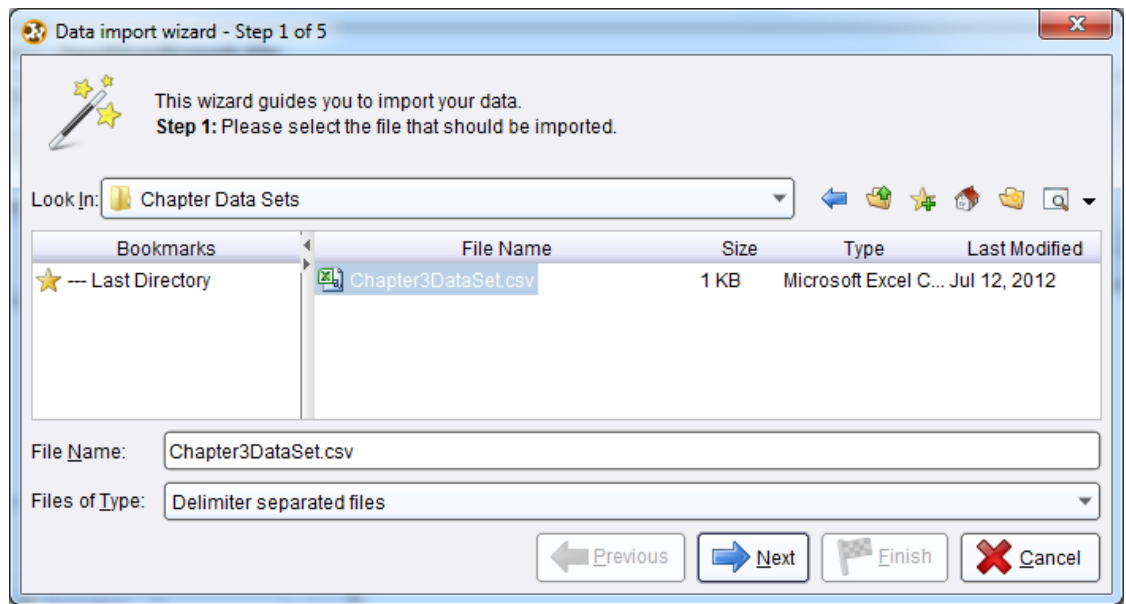 Data import wizard - Step 1 of 5
x
This wizard guides you to import your data.
Step 1: Please select the file that should be imported.
Look In: Chapter Data Sets
Bookmarks File Name Size Type Last Modified
--- Last Directory Chapter3DataSet.csv 1 KB Microsoft Excel C... Jul 12, 2012
File Name: Chapter3DataSet.csv
Files of Type: Delimiter separated files
Previous Next Finish Cancel